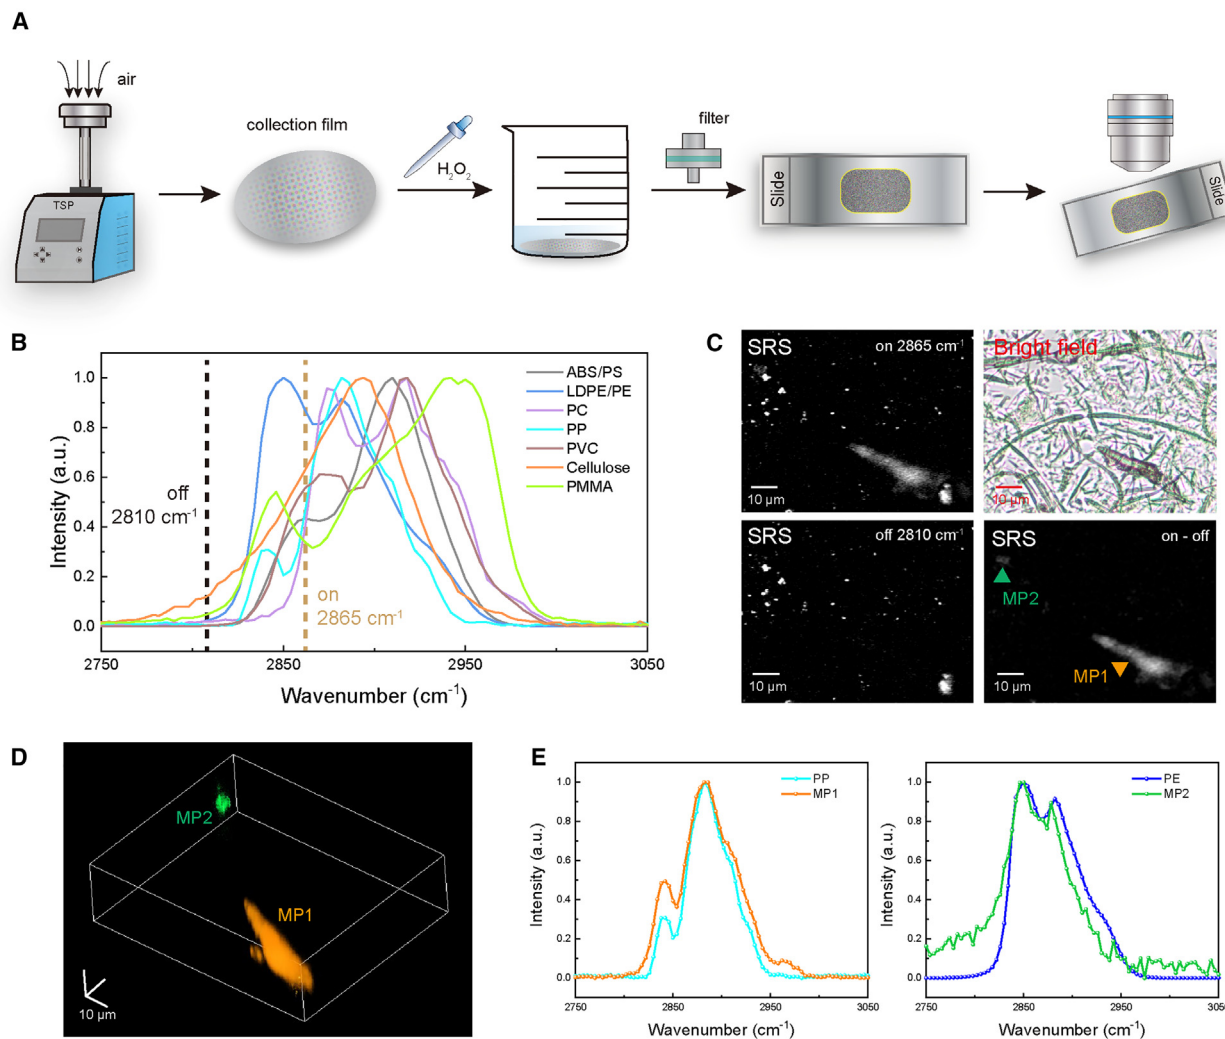 A
air
TSP
collection film
H₂O₂
filter
Slide
Slide
B
Intensity (a.u.)
1.0
0.8
0.6
0.4
0.2
0.0
2750
2850
2950
3050
Wavenumber (cm⁻¹)
off
2810 cm⁻¹
on
2865 cm⁻¹
ABS/PS
LDPE/PE
PC
PP
PVC
Cellulose
PMMA
C
SRS
on 2865 cm⁻¹
10 µm
Bright field
10 µm
SRS
off 2810 cm⁻¹
10 µm
SRS
on - off
MP2
MP1
10 µm
D
MP2
MP1
10 µm
E
Intensity (a.u.)
1.0
0.8
0.6
0.4
0.2
0.0
2750
2850
2950
3050
Wavenumber (cm⁻¹)
PP
MP1
Intensity (a.u.)
1.0
0.8
0.6
0.4
0.2
0.0
2750
2850
2950
3050
Wavenumber (cm⁻¹)
PE
MP2